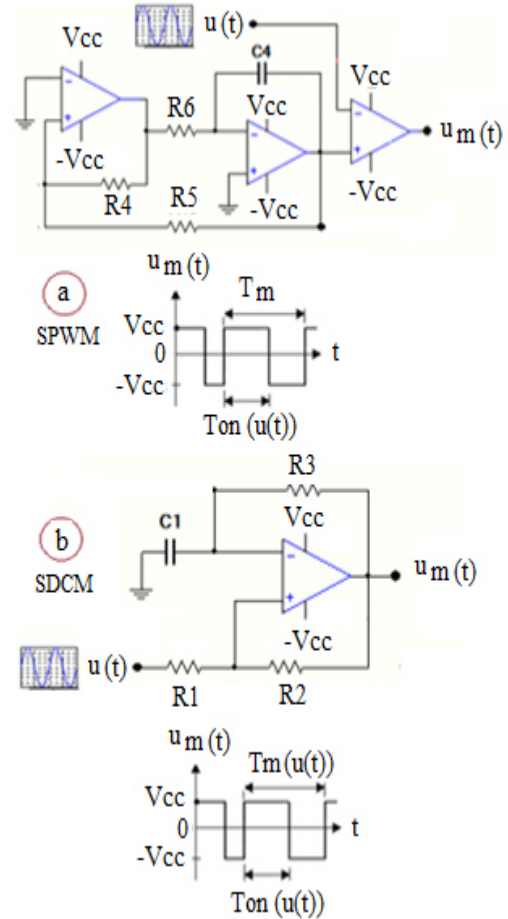 u (t)
Vcc
C4
Vcc
R6
Vcc
u m (t)
-Vcc
-Vcc
-Vcc
R4
R5
u m (t)
a
Tm
SPWM
Vcc
0
t
-Vcc
Ton (u(t))
R3
C1
Vcc
b
SDCM
u m (t)
-Vcc
u (t)
R1
R2
u m (t)
Tm (u(t))
Vcc
0
t
-Vcc
Ton (u(t))